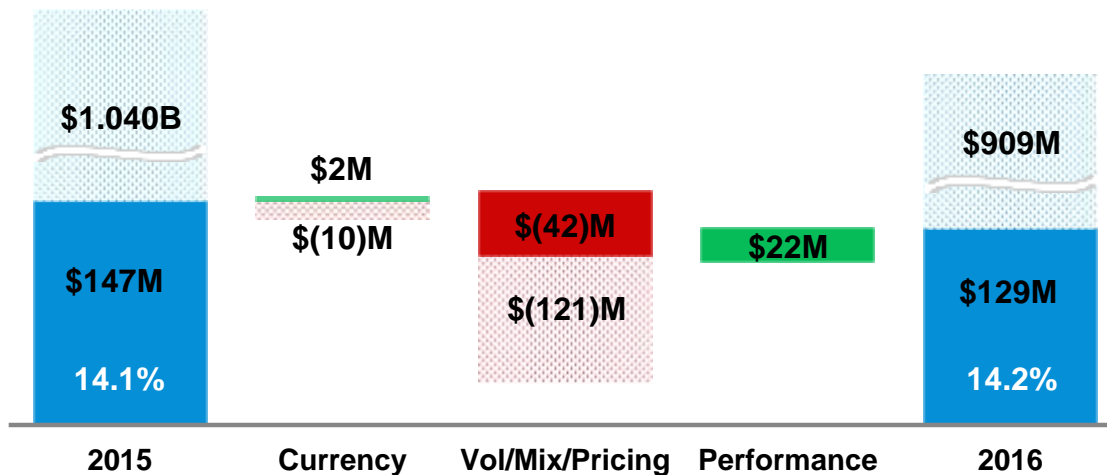 $1.040B
$147M
14.1%
2015
$2M
$(10)M
Currency
$(42)M
$(121)M
Vol/Mix/Pricing
$22M
Performance
$909M
$129M
14.2%
2016